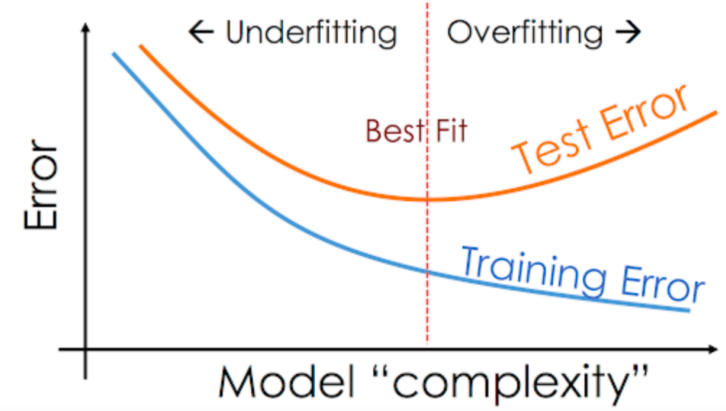 ← Underfitting
Overfitting →
Best Fit
Test Error
Training Error
Error
Model “complexity”